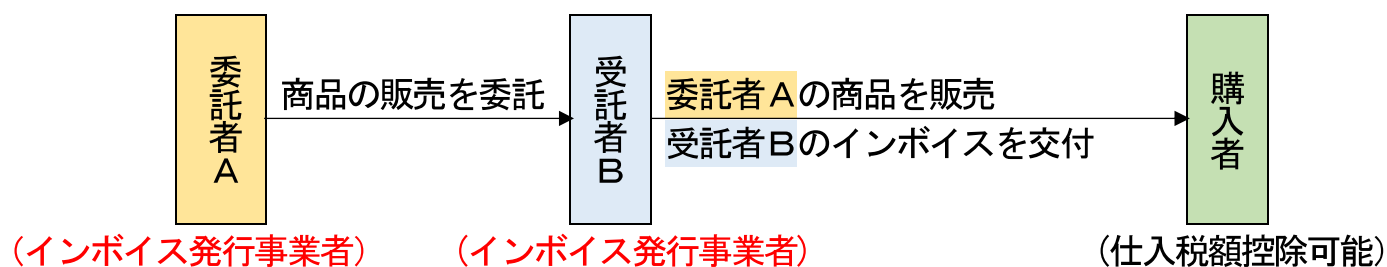 委託者A
商品の販売を委託
受託者B
委託者Aの商品を販売
受託者Bのインボイスを交付
購入者
（インボイス発行事業者）
（インボイス発行事業者）
（仕入税額控除可能）